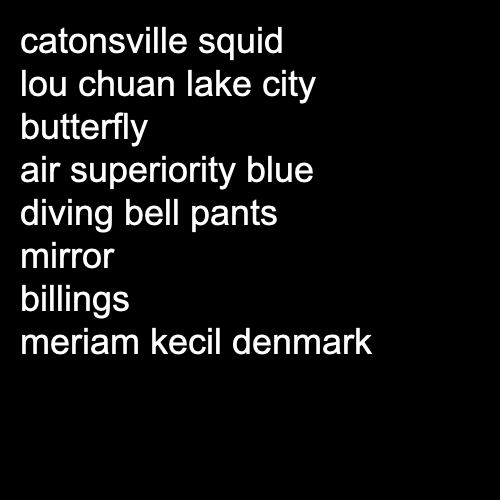 catonsville squid
lou chuan lake city
butterfly
air superiority blue
diving bell pants
mirror
billings
meriam kecil denmark